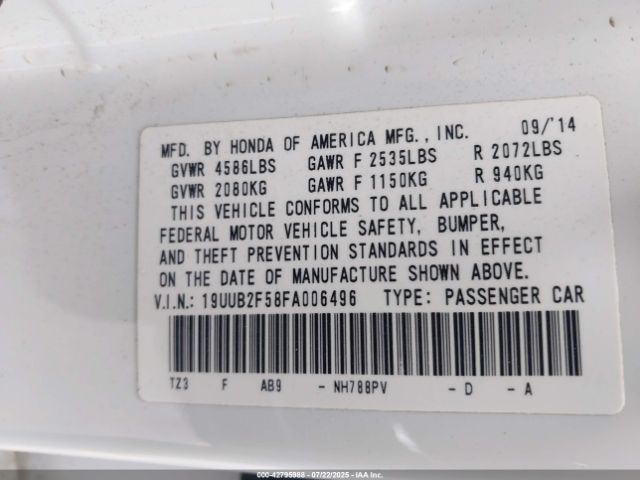 MFD. BY HONDA OF AMERICA MFG., INC. 09/'14
GVWR 4586LBS GAWR F 2535LBS R 2072LBS
GVWR 2080KG GAWR F 1150KG R 940KG
THIS VEHICLE CONFORMS TO ALL APPLICABLE
FEDERAL MOTOR VEHICLE SAFETY, BUMPER,
AND THEFT PREVENTION STANDARDS IN EFFECT
ON THE DATE OF MANUFACTURE SHOWN ABOVE.
V.I.N.: 19UUB2F58FA006496 TYPE: PASSENGER CAR
TZ3 F AB9 - NH788PV - D - A
000-42795988 - 07/22/2025 - IAA Inc.